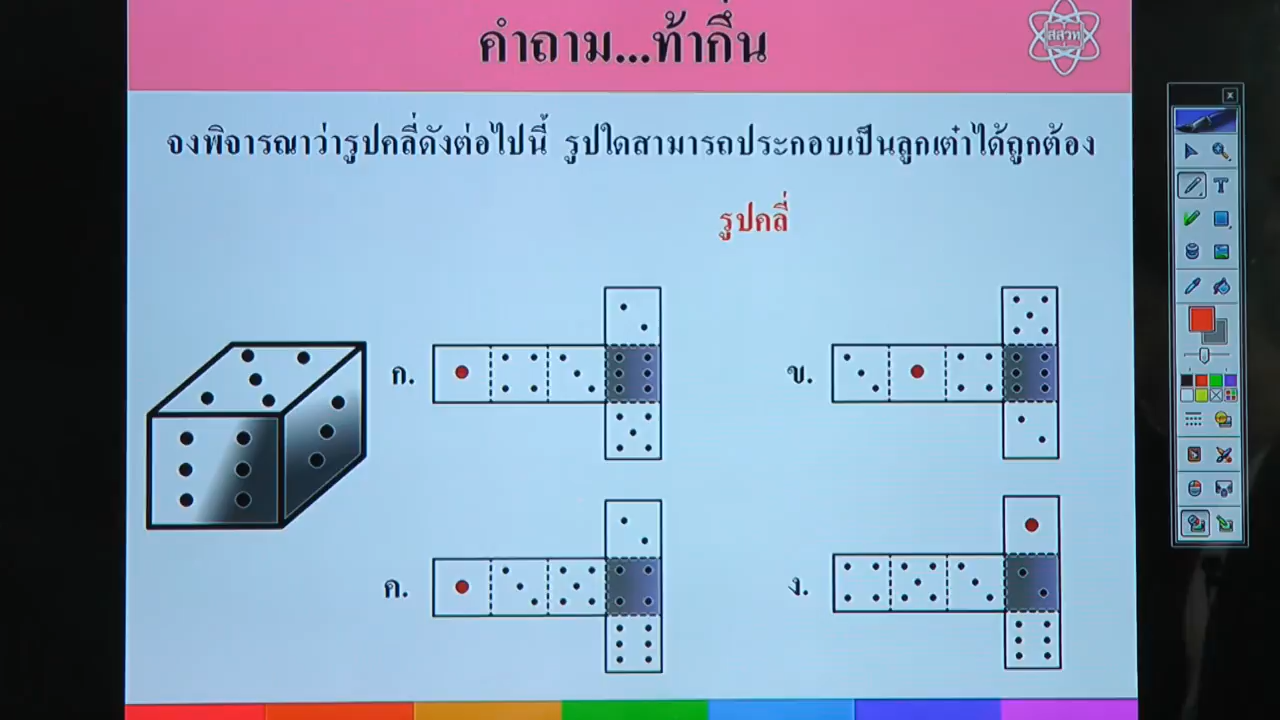 คำถาม...ท้ากึ๋น
สสวท
จงพิจารณาว่ารูปคลี่ดังต่อไปนี้ รูปใดสามารถประกอบเป็นลูกเต๋าได้ถูกต้อง
รูปคลี่
ก.
ข.
ค.
ง.